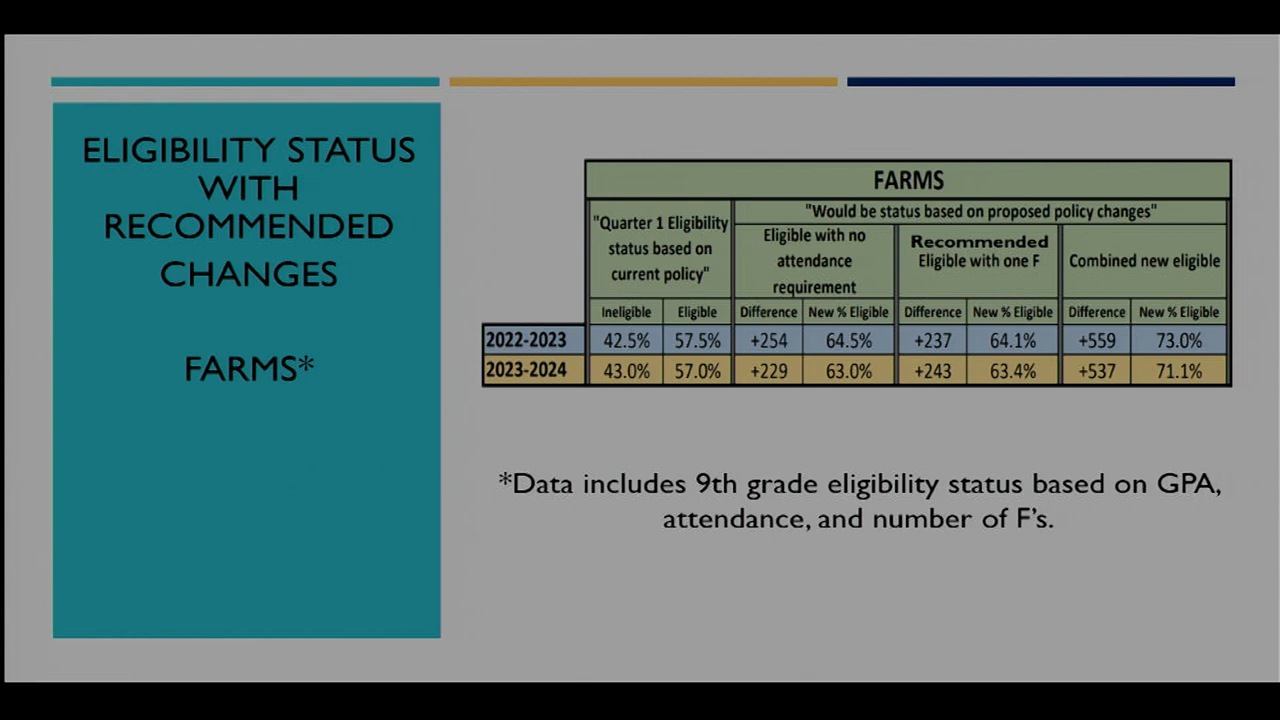 ELIGIBILITY STATUS
WITH
RECOMMENDED
CHANGES
FARMS*
FARMS
"Quarter 1 Eligibility
status based on
current policy"
"Would be status based on proposed policy changes"
Eligible with no
attendance
requirement
Recommended
Eligible with one F
Combined new eligible
Ineligible Eligible Difference New % Eligible Difference New % Eligible Difference New % Eligible
2022-2023 42.5% 57.5% +254 64.5% +237 64.1% +559 73.0%
2023-2024 43.0% 57.0% +229 63.0% +243 63.4% +537 71.1%
*Data includes 9th grade eligibility status based on GPA,
attendance, and number of F's.